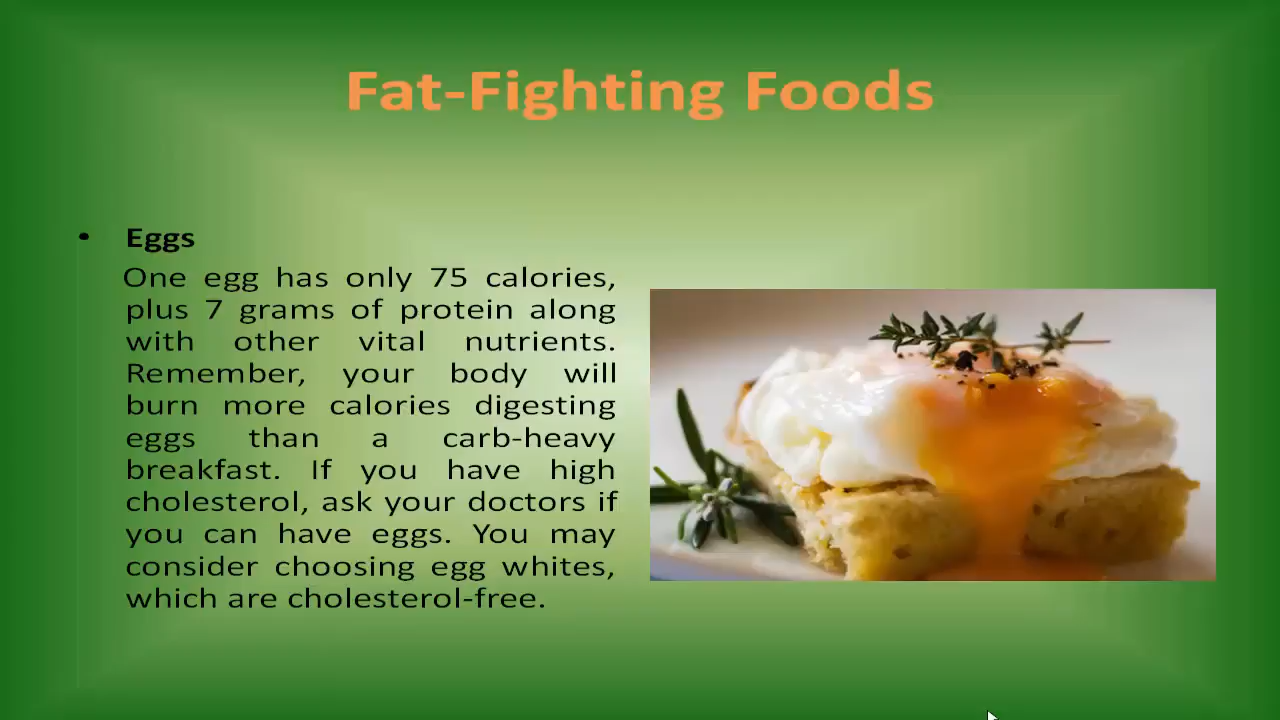 Fat-Fighting Foods
• Eggs
One egg has only 75 calories,
plus 7 grams of protein along
with other vital nutrients.
Remember, your body will
burn more calories digesting
eggs than a carb-heavy
breakfast. If you have high
cholesterol, ask your doctors if
you can have eggs. You may
consider choosing egg whites,
which are cholesterol-free.